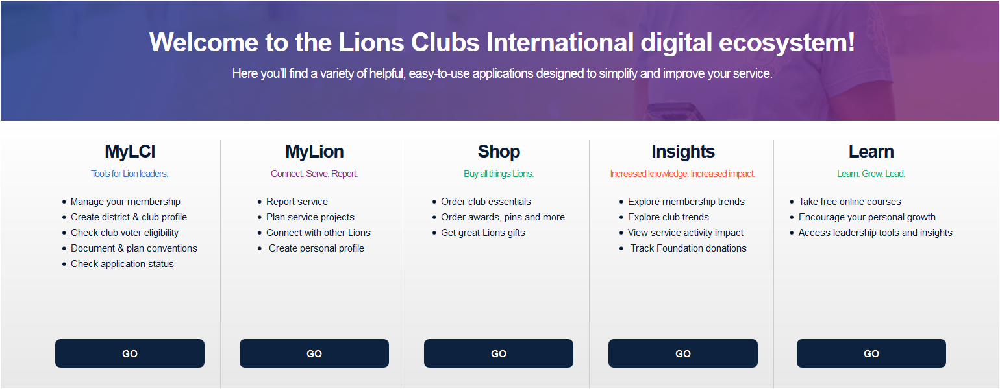 Welcome to the Lions Clubs International digital ecosystem!
Here you’ll find a variety of helpful, easy-to-use applications designed to simplify and improve your service.
MyLCI
Tools for Lion leaders.
• Manage your membership
• Create district & club profile
• Check club voter eligibility
• Document & plan conventions
• Check application status
GO
MyLion
Connect. Serve. Report.
• Report service
• Plan service projects
• Connect with other Lions
• Create personal profile
GO
Shop
Buy all things Lions.
• Order club essentials
• Order awards, pins and more
• Get great Lions gifts
GO
Insights
Increased knowledge. Increased impact.
• Explore membership trends
• Explore club trends
• View service activity impact
• Track Foundation donations
GO
Learn
Learn. Grow. Lead.
• Take free online courses
• Encourage your personal growth
• Access leadership tools and insights
GO